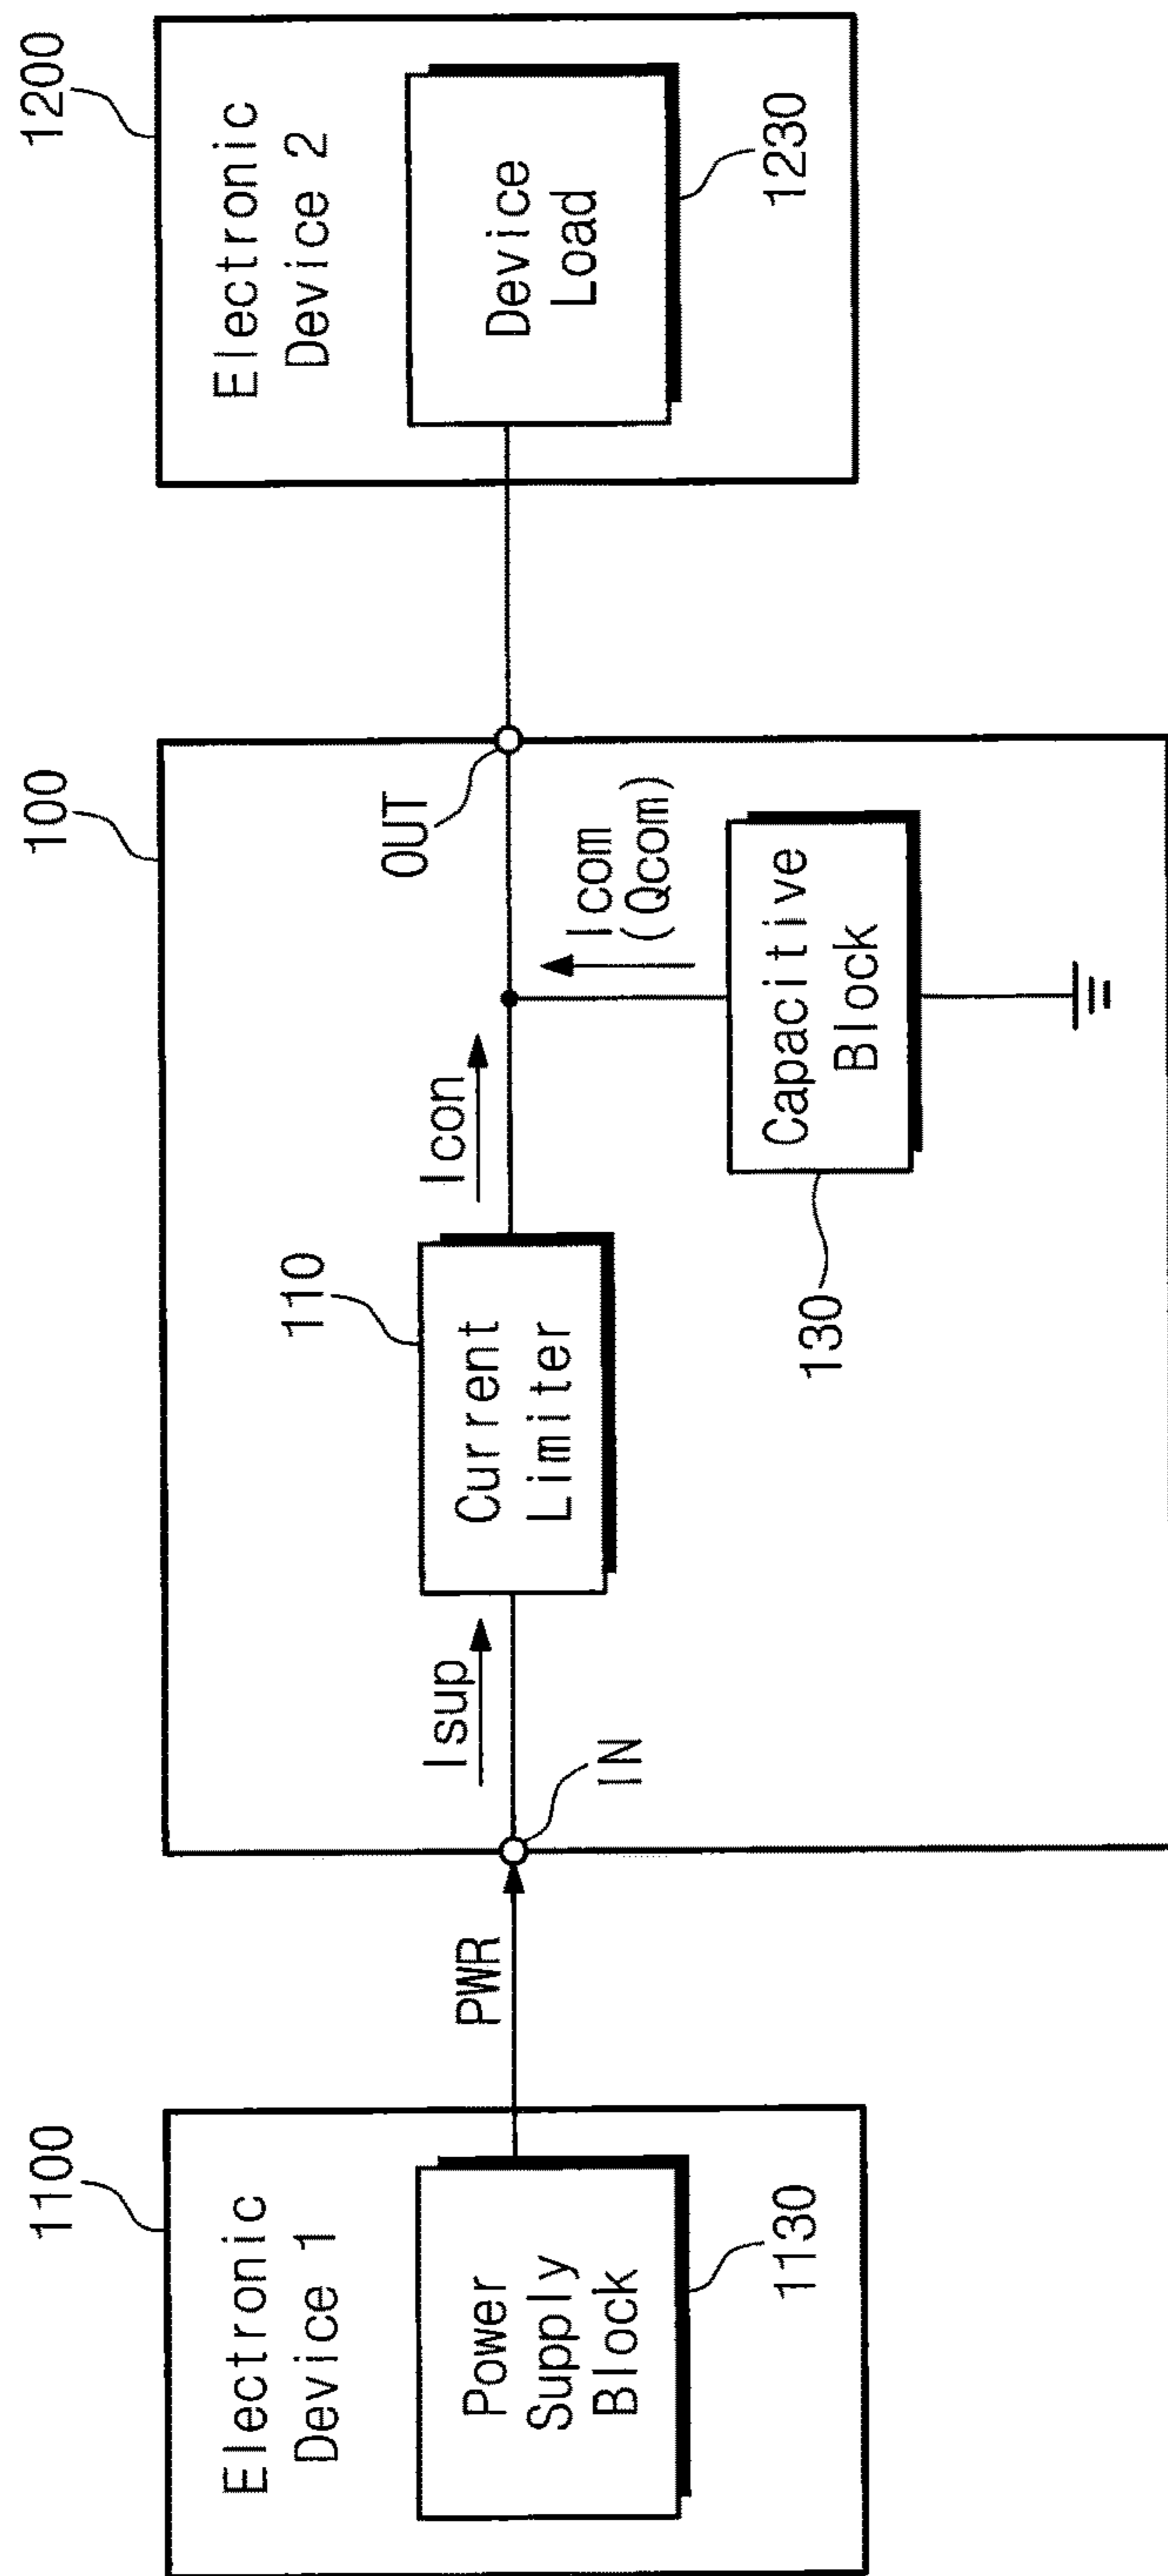 1100
Electronic
Device 1
Power
Supply
Block
1130
PWR
IN
100
Isup
110
Current
Limiter
Icon
OUT
Icom
(Qcom)
Capacitive
Block
130
1200
Electronic
Device 2
Device
Load
1230